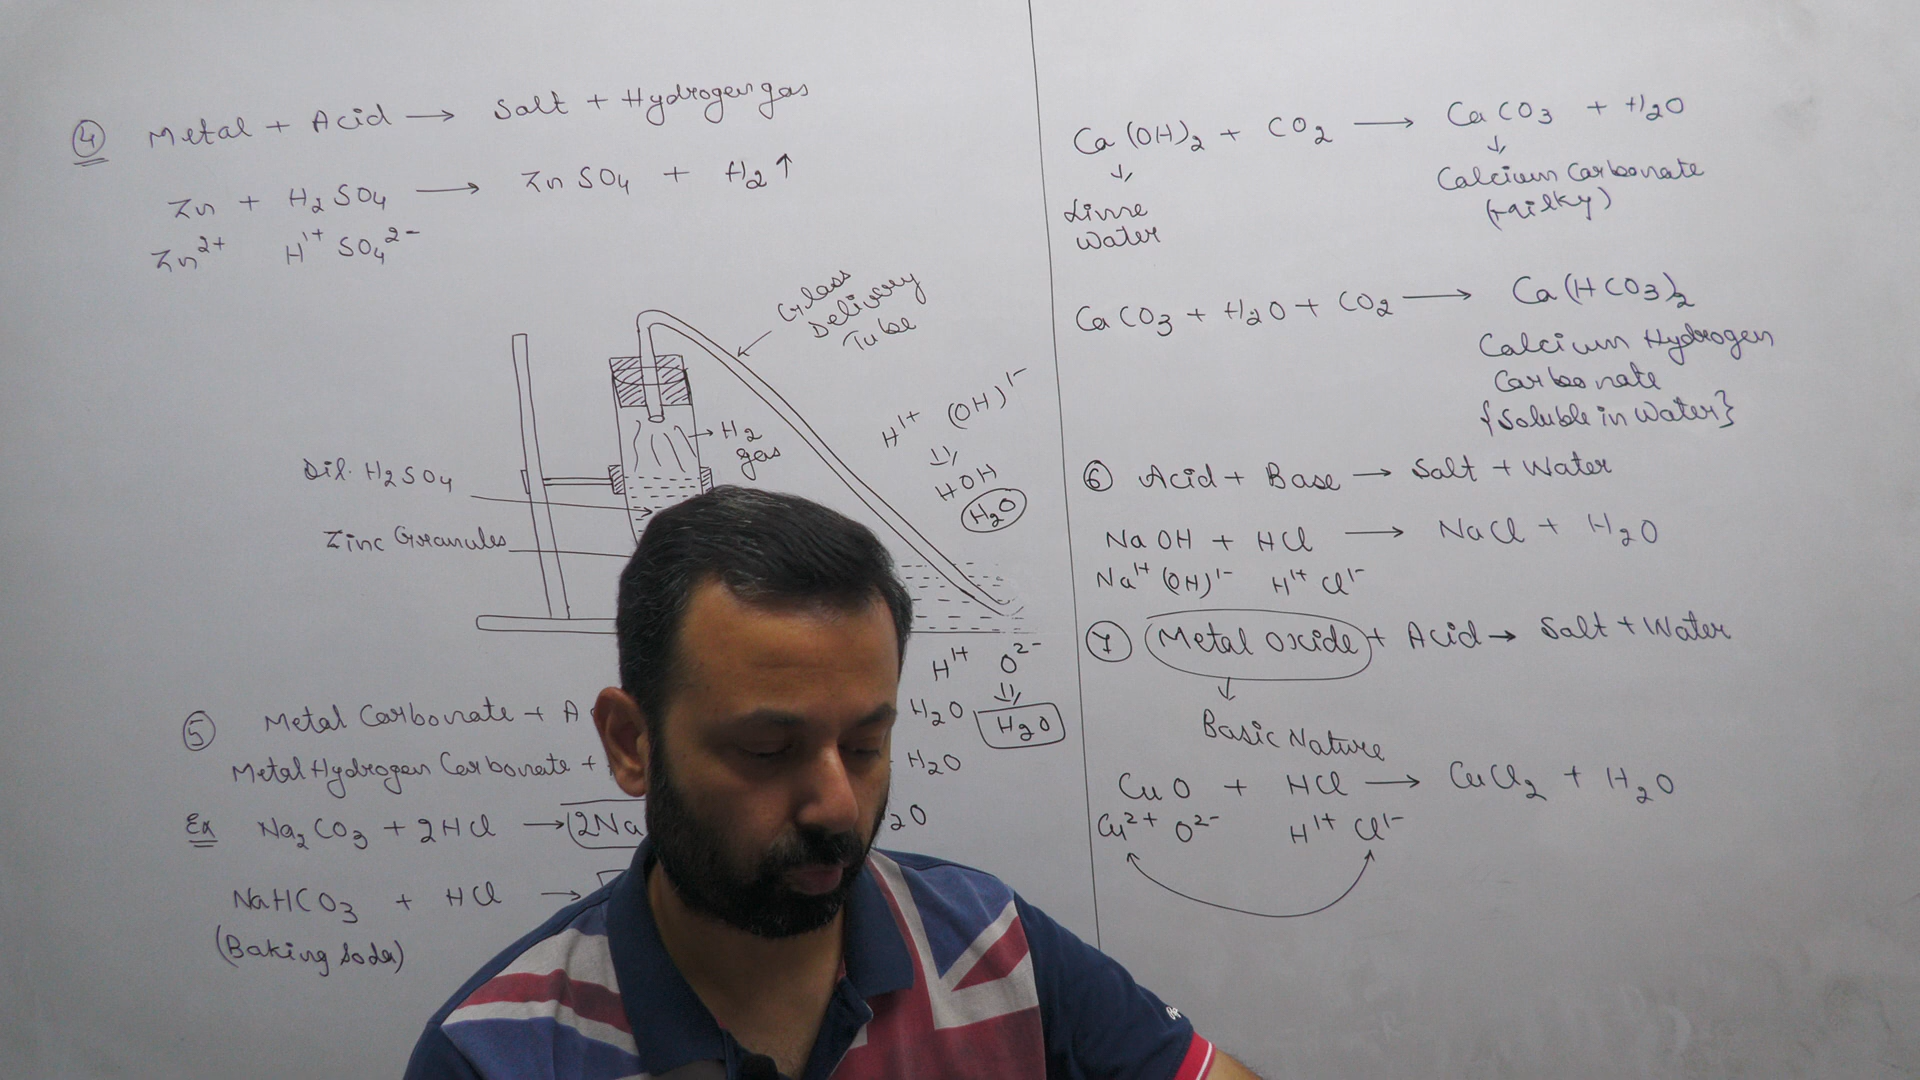 ④ Metal + Acid → Salt + Hydrogen gas
Zn + H₂SO₄ → ZnSO₄ + H₂↑
Zn²⁺ H¹⁺ SO₄²⁻
Glass
Delivery
Tube
H₂
gas
Dil. H₂SO₄
Zinc Granules
H¹⁺ (OH)¹⁻
⇓
HOH
H₂O
H¹⁺ O²⁻
⇓
H₂O
⑤ Metal Carbonate + A H₂O
Metal Hydrogen Carbonate + H₂O
Ex Na₂CO₃ + 2HCl → 2Na 2O
NaHCO₃ + HCl →
(Baking Soda)
Ca(OH)₂ + CO₂ → CaCO₃ + H₂O
Lime
Water
Calcium Carbonate
(milky)
CaCO₃ + H₂O + CO₂ → Ca(HCO₃)₂
Calcium Hydrogen
Carbonate
{Soluble in Water}
⑥ Acid + Base → Salt + Water
NaOH + HCl → NaCl + H₂O
Na¹⁺ (OH)¹⁻ H¹⁺ Cl¹⁻
⑦ Metal Oxide + Acid → Salt + Water
Basic Nature
CuO + HCl → CuCl₂ + H₂O
Cu²⁺ O²⁻ H¹⁺ Cl¹⁻